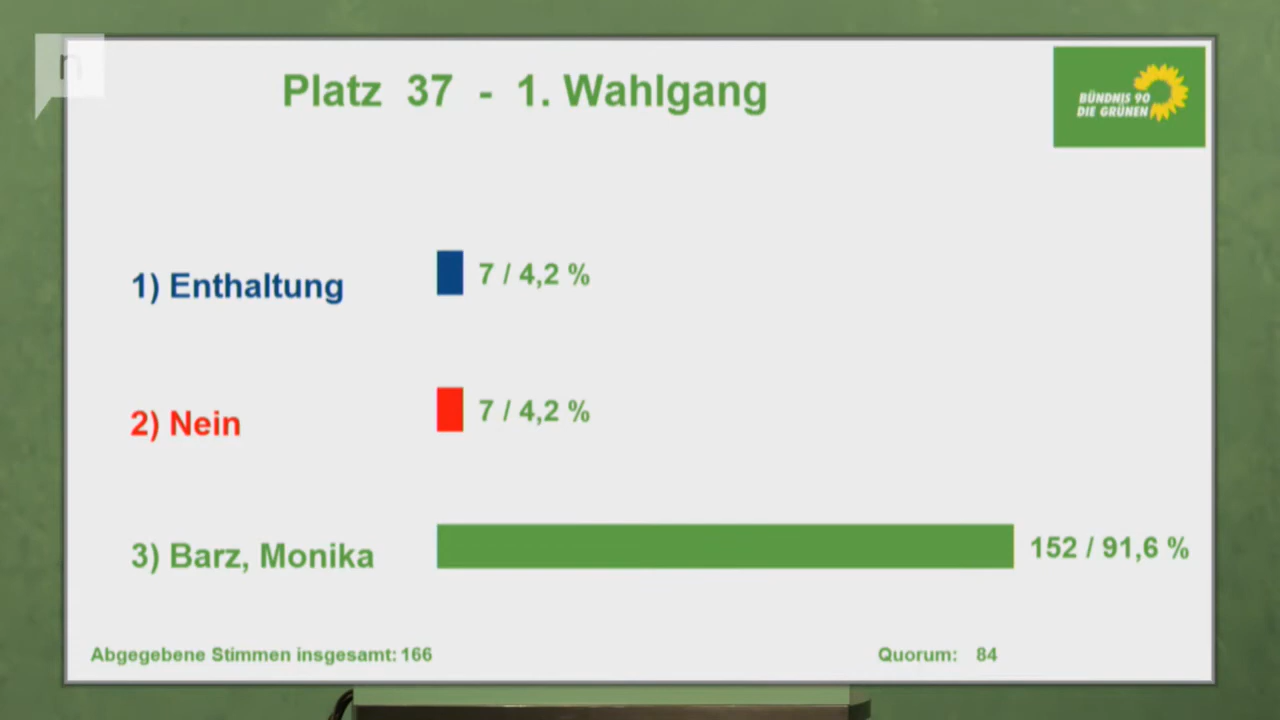 n
Platz 37 - 1. Wahlgang
BÜNDNIS 90
DIE GRÜNEN
1) Enthaltung 7 / 4,2 %
2) Nein 7 / 4,2 %
3) Barz, Monika 152 / 91,6 %
Abgegebene Stimmen insgesamt: 166 Quorum: 84